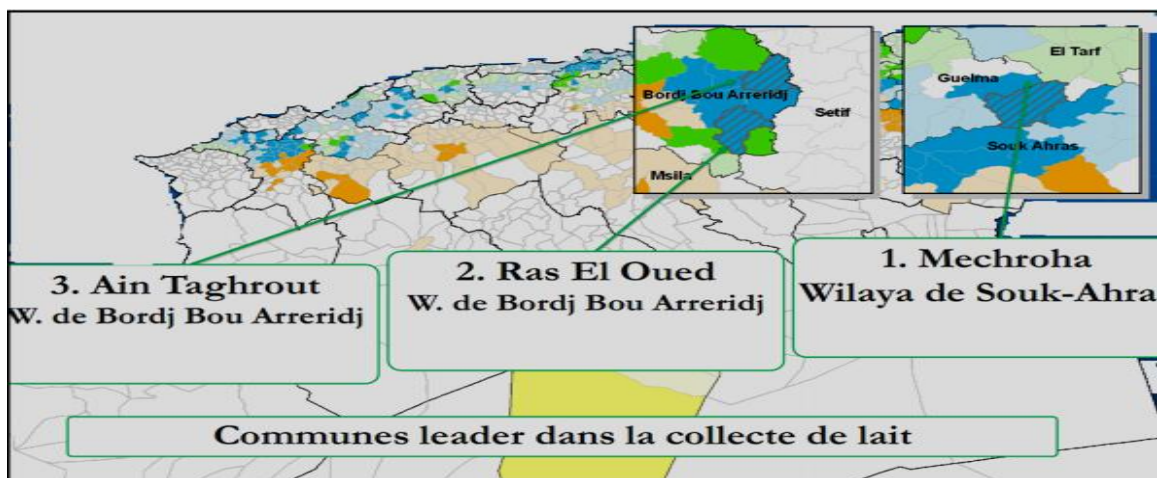 El Tarf
Guelma
Bordj Bou Arreridj
Setif
Souk Ahras
Msila
3. Ain Taghrout
W. de Bordj Bou Arreridj
2. Ras El Oued
W. de Bordj Bou Arreridj
1. Mechroha
Wilaya de Souk-Ahra
Communes leader dans la collecte de lait